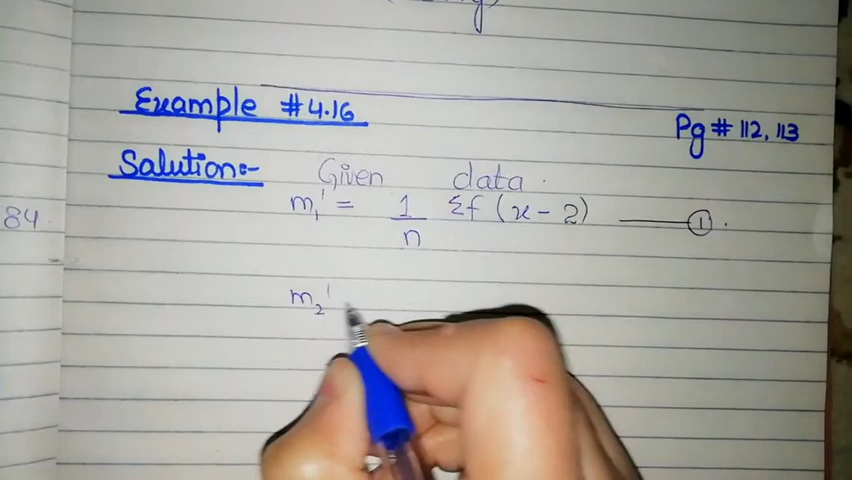 Example #4.16
Pg # 112, 113
Solution:- Given data.
84.
m₁' = 1/n Σf (x - 2) ——— ① .
m₂'